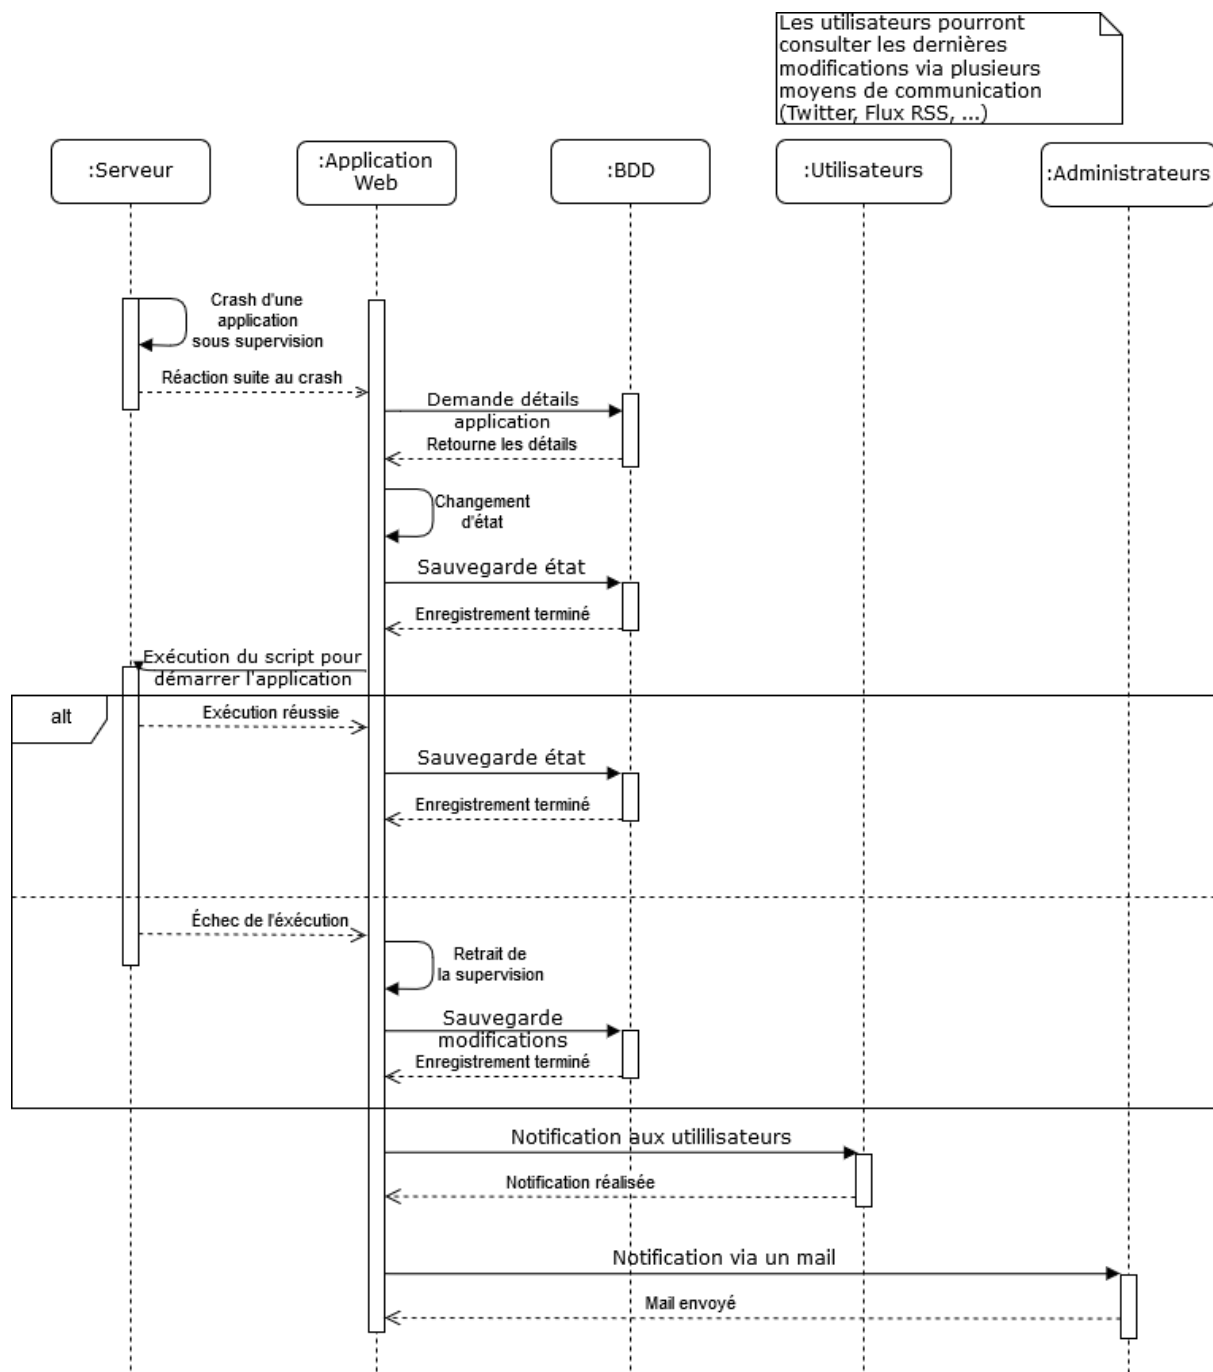 Les utilisateurs pourront
consulter les dernières
modifications via plusieurs
moyens de communication
(Twitter, Flux RSS, ...)
:Serveur
:Application
Web
:BDD
:Utilisateurs
:Administrateurs
Crash d'une
application
sous supervision
Réaction suite au crash
Demande détails
application
Retourne les détails
Changement
d'état
Sauvegarde état
Enregistrement terminé
Exécution du script pour
démarrer l'application
alt
Exécution réussie
Sauvegarde état
Enregistrement terminé
Échec de l'éxécution
Retrait de
la supervision
Sauvegarde
modifications
Enregistrement terminé
Notification aux utililisateurs
Notification réalisée
Notification via un mail
Mail envoyé